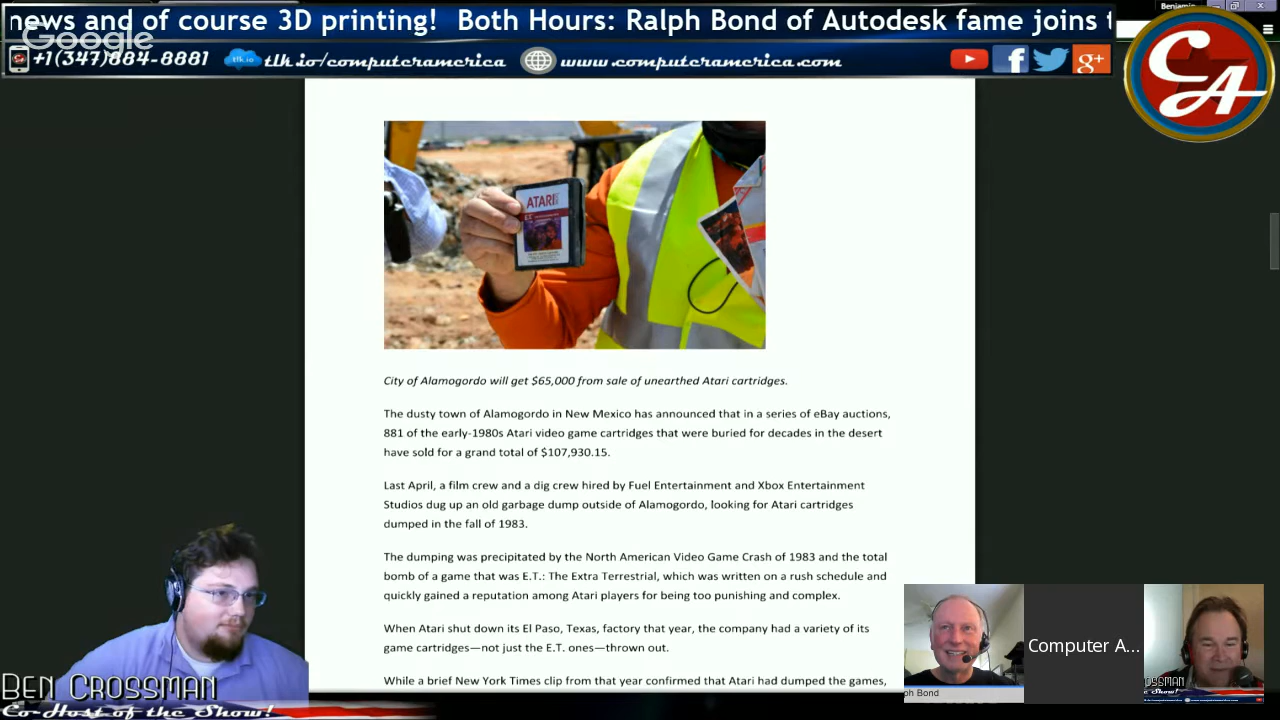 news and of course 3D printing!  Both Hours: Ralph Bond of Autodesk fame joins
Benjamin
Google
+1(347)884-8881
tlk.io
tlk.io/computeramerica
www.computeramerica.com
f
g+
CA
ATARI
City of Alamogordo will get $65,000 from sale of unearthed Atari cartridges.
The dusty town of Alamogordo in New Mexico has announced that in a series of eBay auctions,
881 of the early-1980s Atari video game cartridges that were buried for decades in the desert
have sold for a grand total of $107,930.15.
Last April, a film crew and a dig crew hired by Fuel Entertainment and Xbox Entertainment
Studios dug up an old garbage dump outside of Alamogordo, looking for Atari cartridges
dumped in the fall of 1983.
The dumping was precipitated by the North American Video Game Crash of 1983 and the total
bomb of a game that was E.T.: The Extra Terrestrial, which was written on a rush schedule and
quickly gained a reputation among Atari players for being too punishing and complex.
When Atari shut down its El Paso, Texas, factory that year, the company had a variety of its
game cartridges—not just the E.T. ones—thrown out.
While a brief New York Times clip from that year confirmed that Atari had dumped the games,
Computer A...
ph Bond
Ben Crossman
Co-Host of the Show!